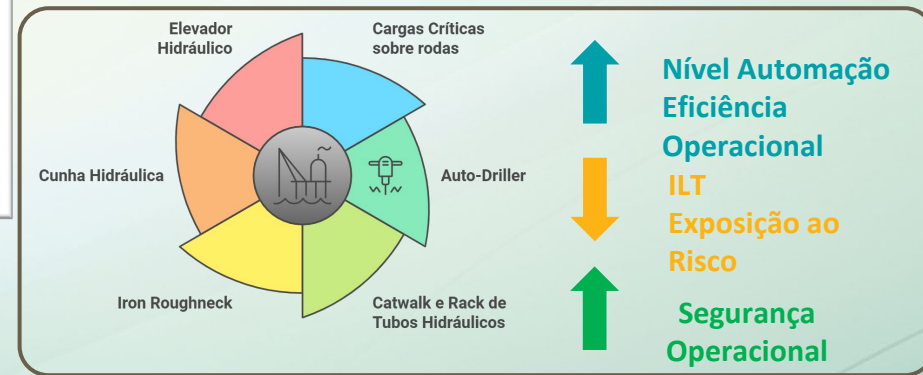 Elevador
Hidráulico
Cargas Críticas
sobre rodas
Cunha Hidráulica
Auto-Driller
Iron Roughneck
Catwalk e Rack de
Tubos Hidráulicos
Nível Automação
Eficiência
Operacional
ILT
Exposição ao
Risco
Segurança
Operacional